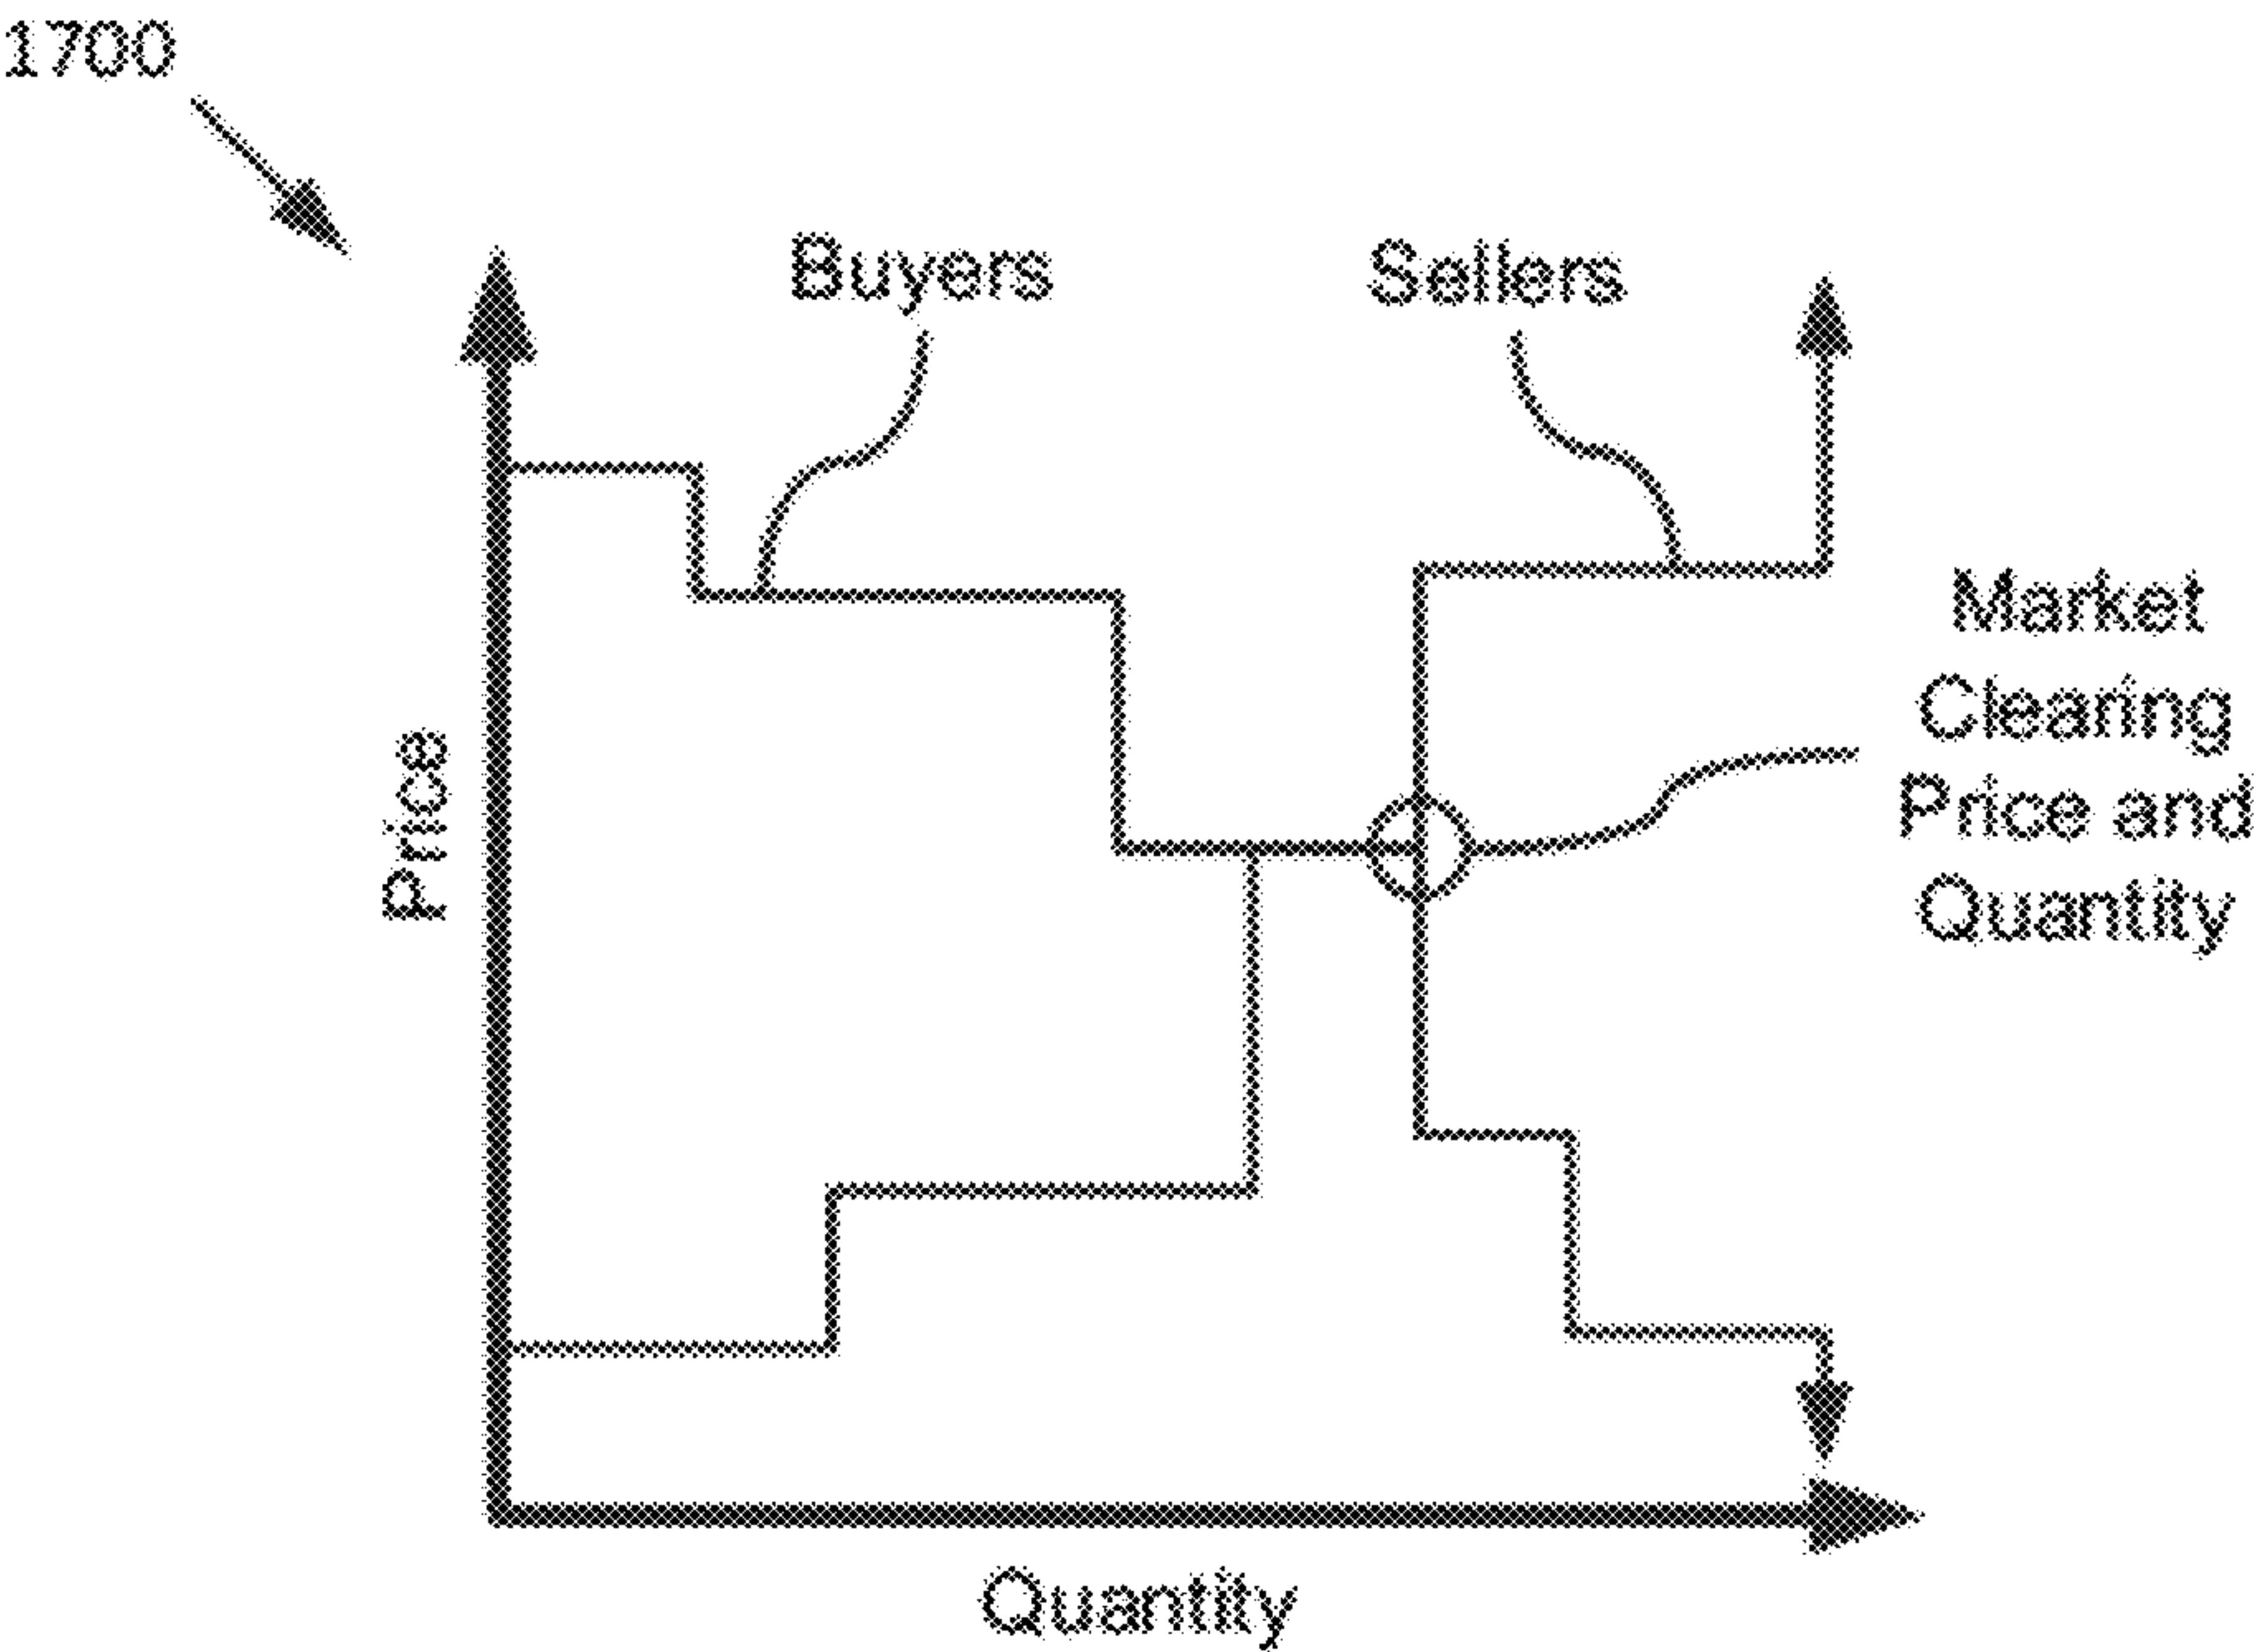 1700
Buyers
Sellers
Market
Clearing
Price and
Quantity
Price
Quantity